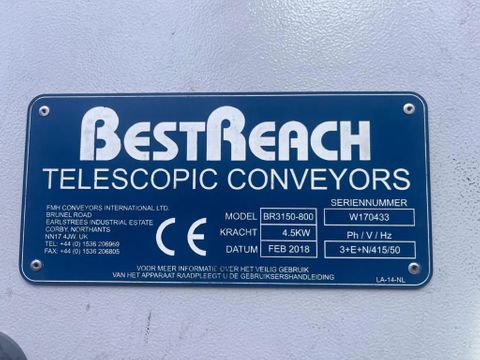 BESTREACH
TELESCOPIC CONVEYORS
FMH CONVEYORS INTERNATIONAL LTD.
BRUNEL ROAD
EARLSTREES INDUSTRIAL ESTATE
CORBY, NORTHANTS
NN17 4JW. UK
TEL: +44 (0) 1536 206969
FAX: +44 (0) 1536 206805
CE
SERIENNUMMER
MODEL BR3150-800 W170433
KRACHT 4.5KW Ph / V / Hz
DATUM FEB 2018 3+E+N/415/50
VOOR MEER INFORMATIE OVER HET VEILIG GEBRUIK
VAN HET APPARAAT RAADPLEEGT U DE GEBRUIKSERSHANDLEIDING
LA-14-NL